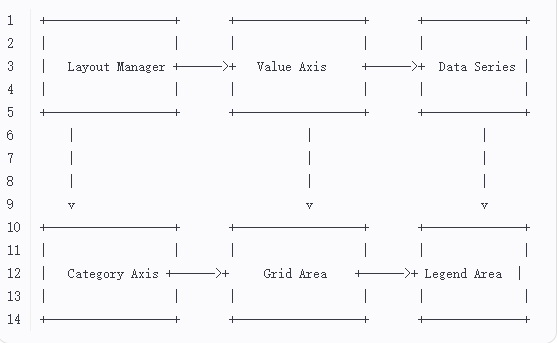 1 +----------------+ +----------------+ +------------+
2 | | | | | |
3 | Layout Manager +----->+ Value Axis +----->+ Data Series |
4 | | | | | |
5 +----------------+ +----------------+ +------------+
6 | | |
7 | | |
8 | | |
9 v v v
10 +----------------+ +----------------+ +------------+
11 | | | | | |
12 | Category Axis +----->+ Grid Area +----->+ Legend Area |
13 | | | | | |
14 +----------------+ +----------------+ +------------+